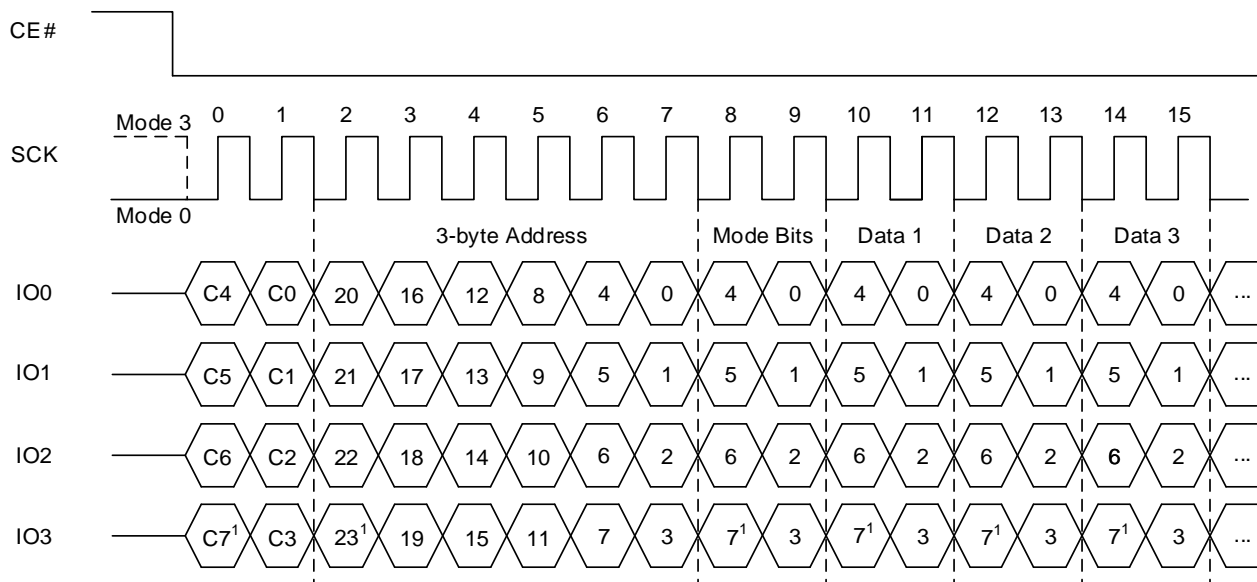 CE#
0 1 2 3 4 5 6 7 8 9 10 11 12 13 14 15
Mode 3
SCK
Mode 0
3-byte Address Mode Bits Data 1 Data 2 Data 3
IO0 C4 C0 20 16 12 8 4 0 4 0 4 0 4 0 4 0 ...
IO1 C5 C1 21 17 13 9 5 1 5 1 5 1 5 1 5 1 ...
IO2 C6 C2 22 18 14 10 6 2 6 2 6 2 6 2 6 2 ...
IO3 C7¹ C3 23¹ 19 15 11 7 3 7¹ 3 7¹ 3 7¹ 3 7¹ 3 ...